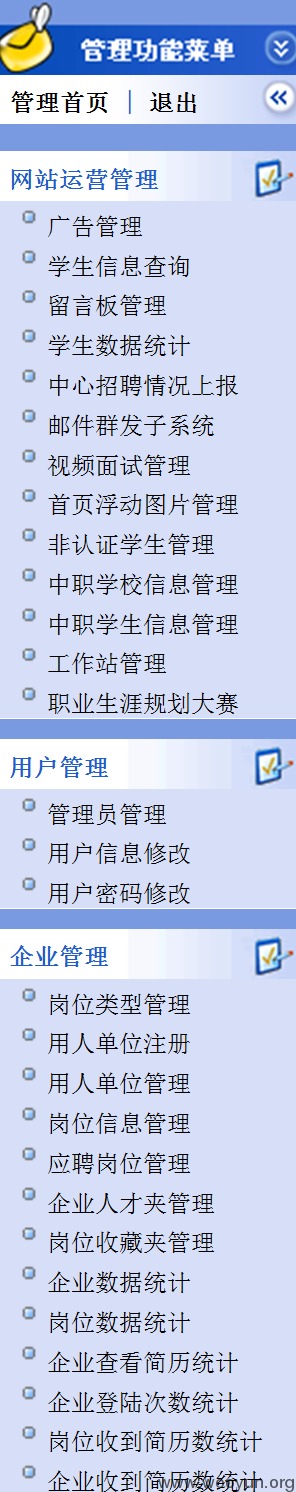 管理功能菜单
管理首页 | 退出
网站运营管理
广告管理
学生信息查询
留言板管理
学生数据统计
中心招聘情况上报
邮件群发子系统
视频面试管理
首页浮动图片管理
非认证学生管理
中职学校信息管理
中职学生信息管理
工作站管理
职业生涯规划大赛
用户管理
管理员管理
用户信息修改
用户密码修改
企业管理
岗位类型管理
用人单位注册
用人单位管理
岗位信息管理
应聘岗位管理
企业人才夹管理
岗位收藏夹管理
企业数据统计
岗位数据统计
企业查看简历统计
企业登陆次数统计
岗位收到简历数统计
企业收到简历数统计